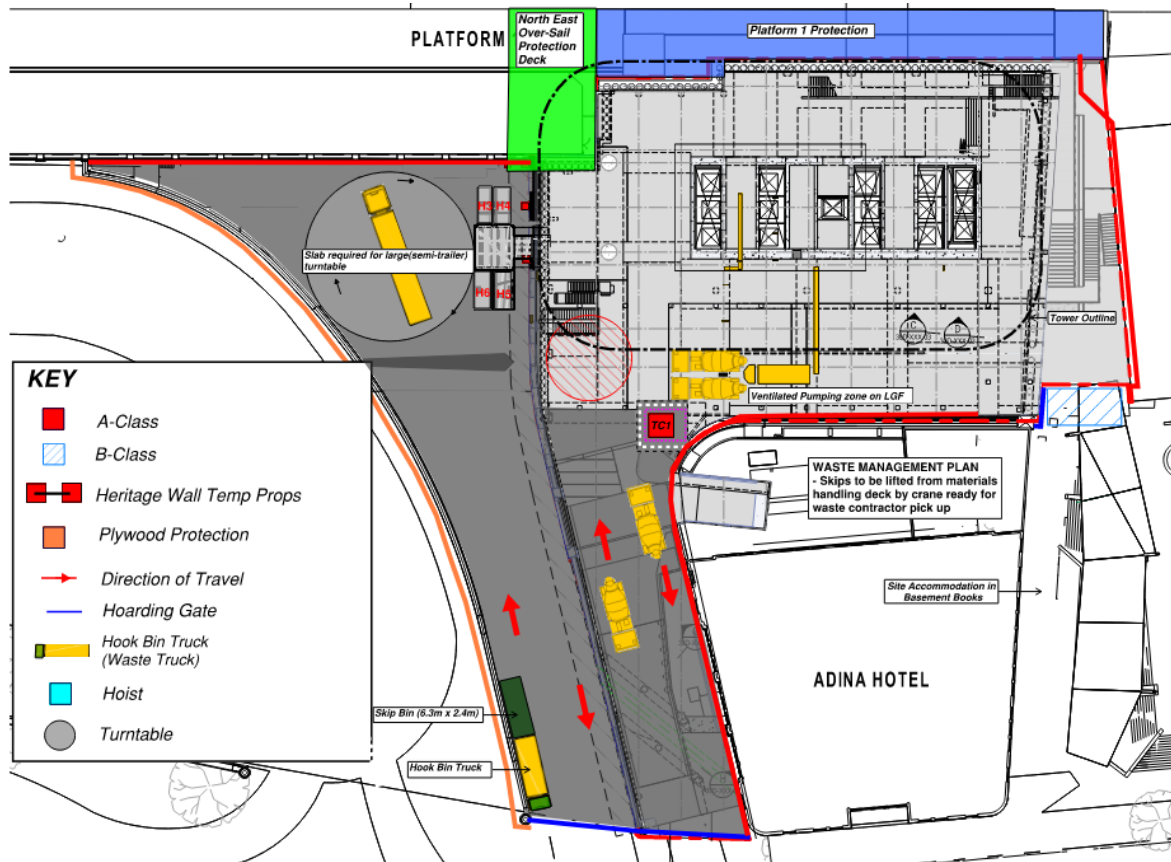 PLATFORM
North East
Over-Sail
Protection
Deck
Platform 1 Protection
H3 H4
Slab required for large(semi-trailer)
turntable
H6 H5
C
D
Tower Outline
Ventilated Pumping zone on LGF
TC1
KEY
A-Class
B-Class
Heritage Wall Temp Props
Plywood Protection
Direction of Travel
Hoarding Gate
Hook Bin Truck
(Waste Truck)
Hoist
Turntable
WASTE MANAGEMENT PLAN
- Skips to be lifted from materials
handling deck by crane ready for
waste contractor pick up
Site Accommodation in
Basement Books
ADINA HOTEL
Skip Bin (6.3m x 2.4m)
Hook Bin Truck